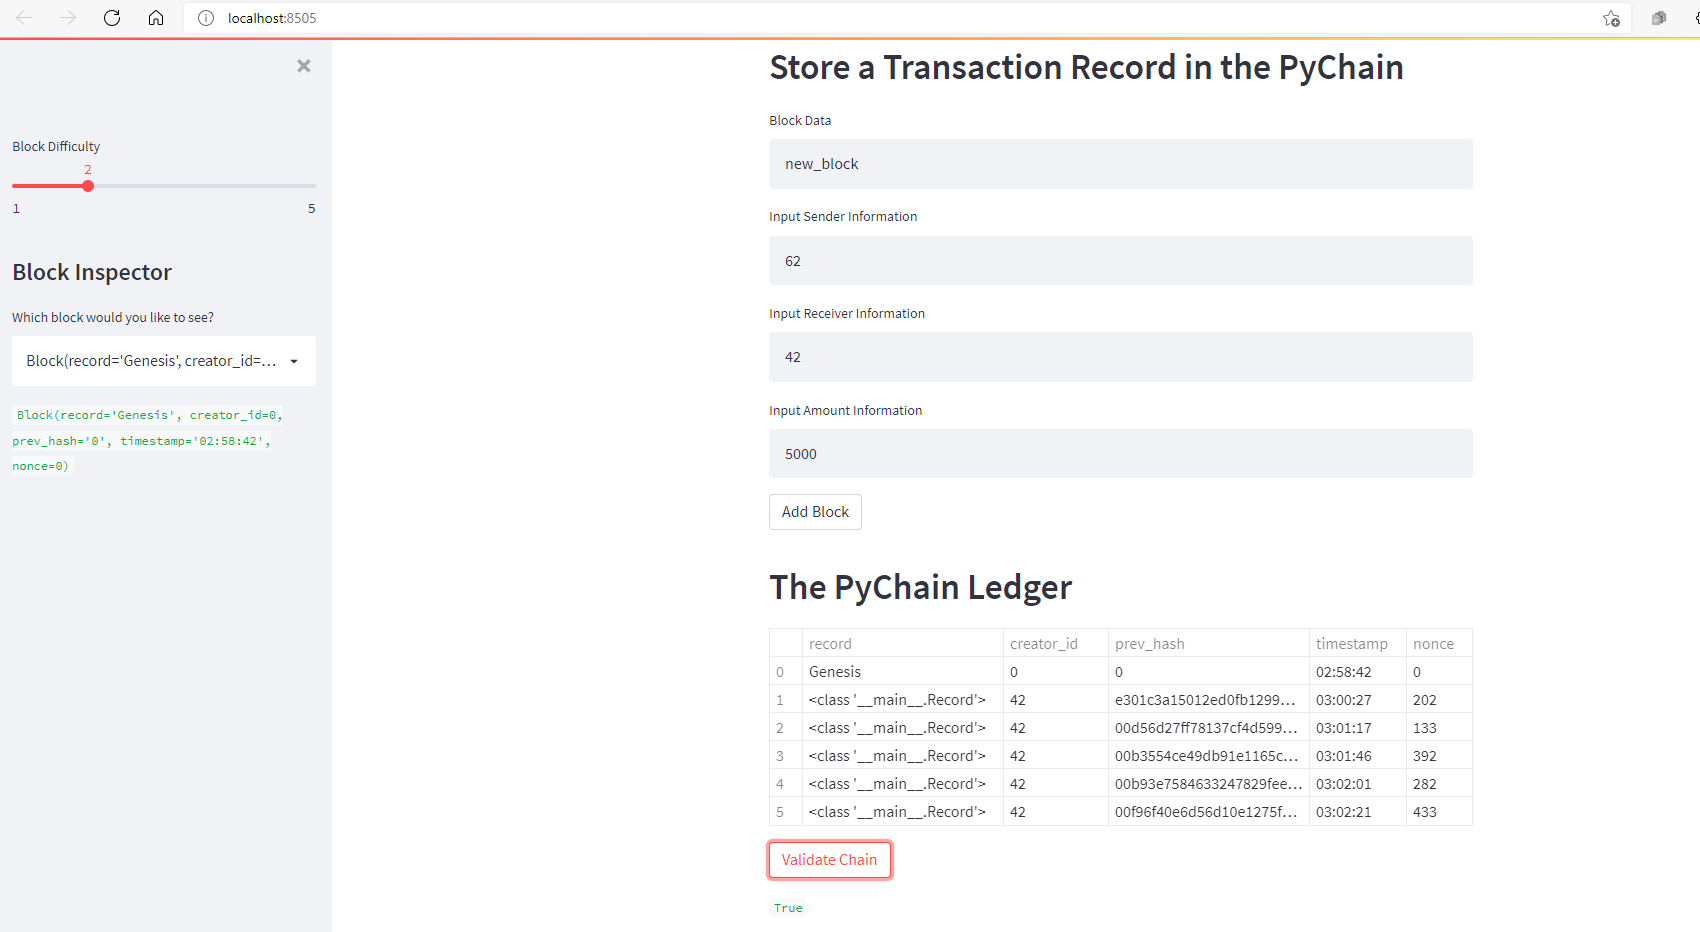 localhost:8505
Block Difficulty
2
1 5
Block Inspector
Which block would you like to see?
Block(record='Genesis', creator_id=...
Block(record='Genesis', creator_id=0,
prev_hash='0', timestamp='02:58:42',
nonce=0)
Store a Transaction Record in the PyChain
Block Data
new_block
Input Sender Information
62
Input Receiver Information
42
Input Amount Information
5000
Add Block
The PyChain Ledger
record creator_id prev_hash timestamp nonce
0 Genesis 0 0 02:58:42 0
1 <class '__main__.Record'> 42 e301c3a15012ed0fb1299... 03:00:27 202
2 <class '__main__.Record'> 42 00d56d27ff78137cf4d599... 03:01:17 133
3 <class '__main__.Record'> 42 00b3554ce49db91e1165c... 03:01:46 392
4 <class '__main__.Record'> 42 00b93e7584633247829fee... 03:02:01 282
5 <class '__main__.Record'> 42 00f96f40e6d56d10e1275f... 03:02:21 433
Validate Chain
True